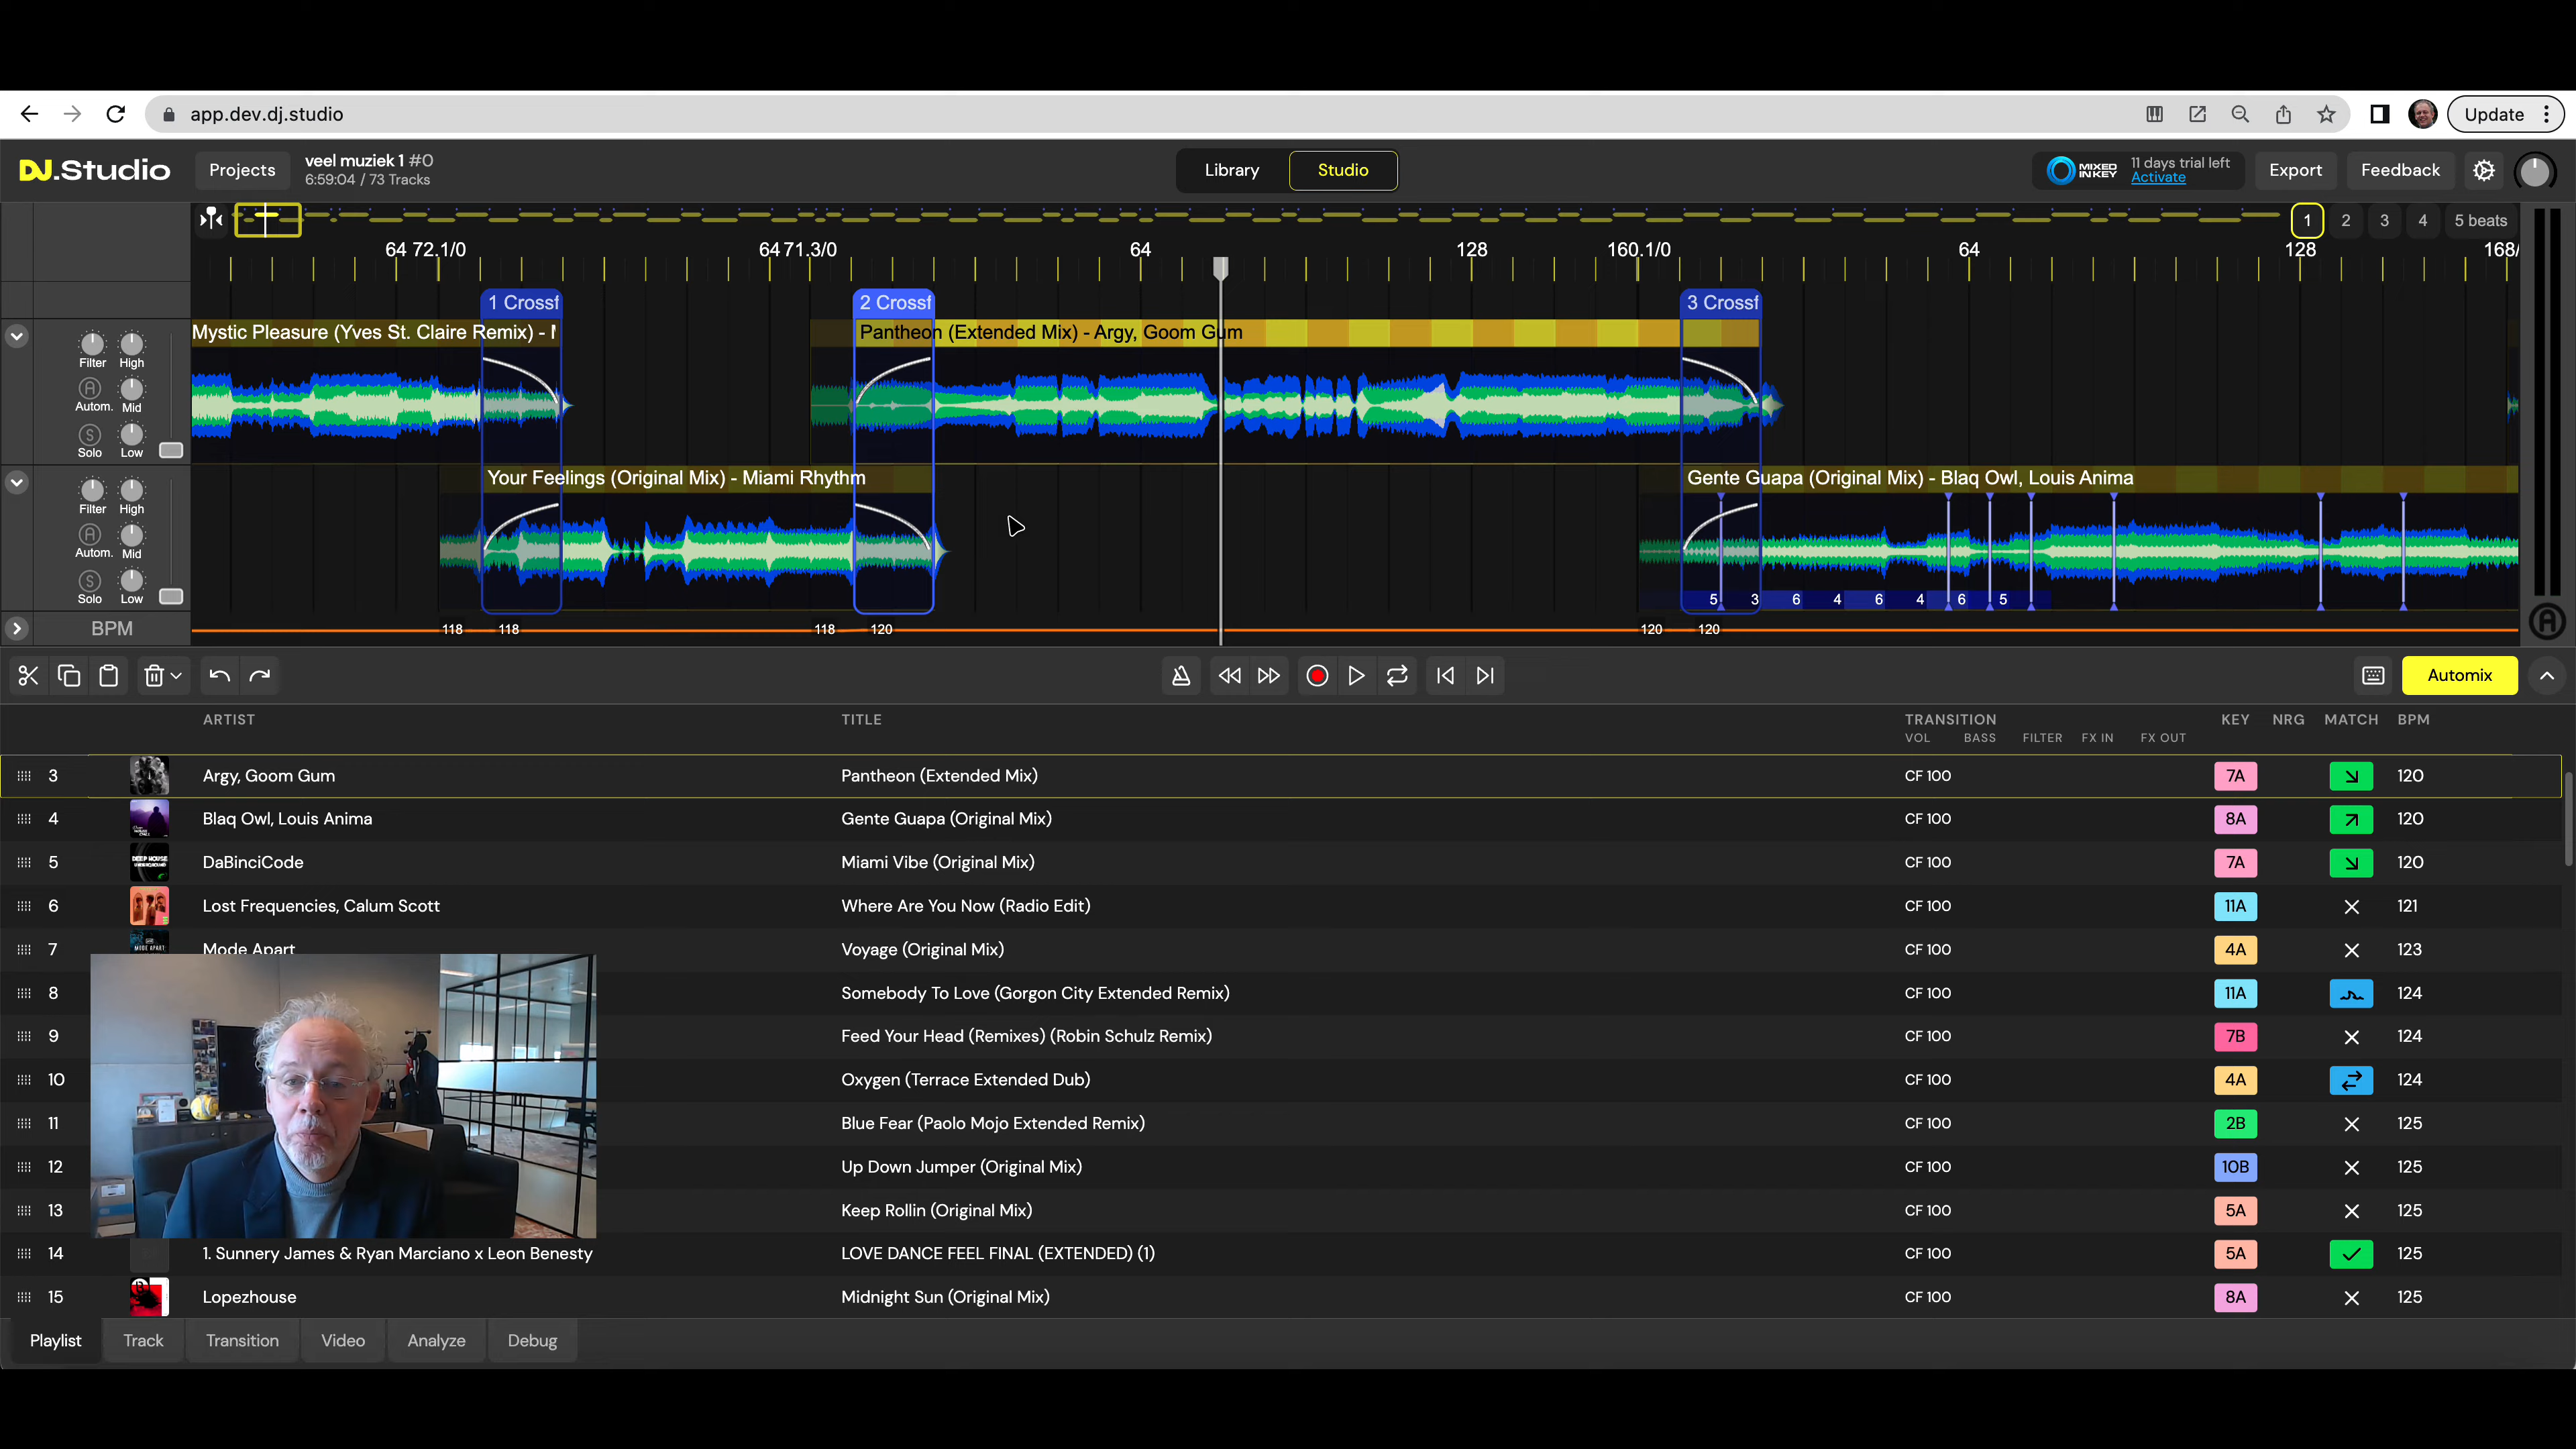 app.dev.dj.studio
Update
DJ.Studio
Projects
veel muziek 1 #0
6:59:04 / 73 Tracks
Library
Studio
MIXED IN KEY
11 days trial left
Activate
Export
Feedback
1 2 3 4 5 beats
64 72.1/0 64 71.3/0 64 128 160.1/0 64 128 168/
1 Crossf
2 Crossf
3 Crossf
Mystic Pleasure (Yves St. Claire Remix) - M
Pantheon (Extended Mix) - Argy, Goom Gum
Filter High
A
Autom. Mid
S
Solo Low
Your Feelings (Original Mix) - Miami Rhythm
Gente Guapa (Original Mix) - Blaq Owl, Louis Anima
Filter High
A
Autom. Mid
S
Solo Low
5 3 6 4 6 4 6 5
A
BPM
118 118 118 120 120 120
Automix
ARTIST TITLE TRANSITION KEY NRG MATCH BPM
VOL BASS FILTER FX IN FX OUT
3 Argy, Goom Gum Pantheon (Extended Mix) CF 100 7A 120
4 Blaq Owl, Louis Anima Gente Guapa (Original Mix) CF 100 8A 120
5 DaBinciCode Miami Vibe (Original Mix) CF 100 7A 120
6 Lost Frequencies, Calum Scott Where Are You Now (Radio Edit) CF 100 11A 121
7 Mode Apart Voyage (Original Mix) CF 100 4A 123
8 Somebody To Love (Gorgon City Extended Remix) CF 100 11A 124
9 Feed Your Head (Remixes) (Robin Schulz Remix) CF 100 7B 124
10 Oxygen (Terrace Extended Dub) CF 100 4A 124
11 Blue Fear (Paolo Mojo Extended Remix) CF 100 2B 125
12 Up Down Jumper (Original Mix) CF 100 10B 125
13 Keep Rollin (Original Mix) CF 100 5A 125
14 1. Sunnery James & Ryan Marciano x Leon Benesty LOVE DANCE FEEL FINAL (EXTENDED) (1) CF 100 5A 125
15 Lopezhouse Midnight Sun (Original Mix) CF 100 8A 125
Playlist
Track
Transition
Video
Analyze
Debug